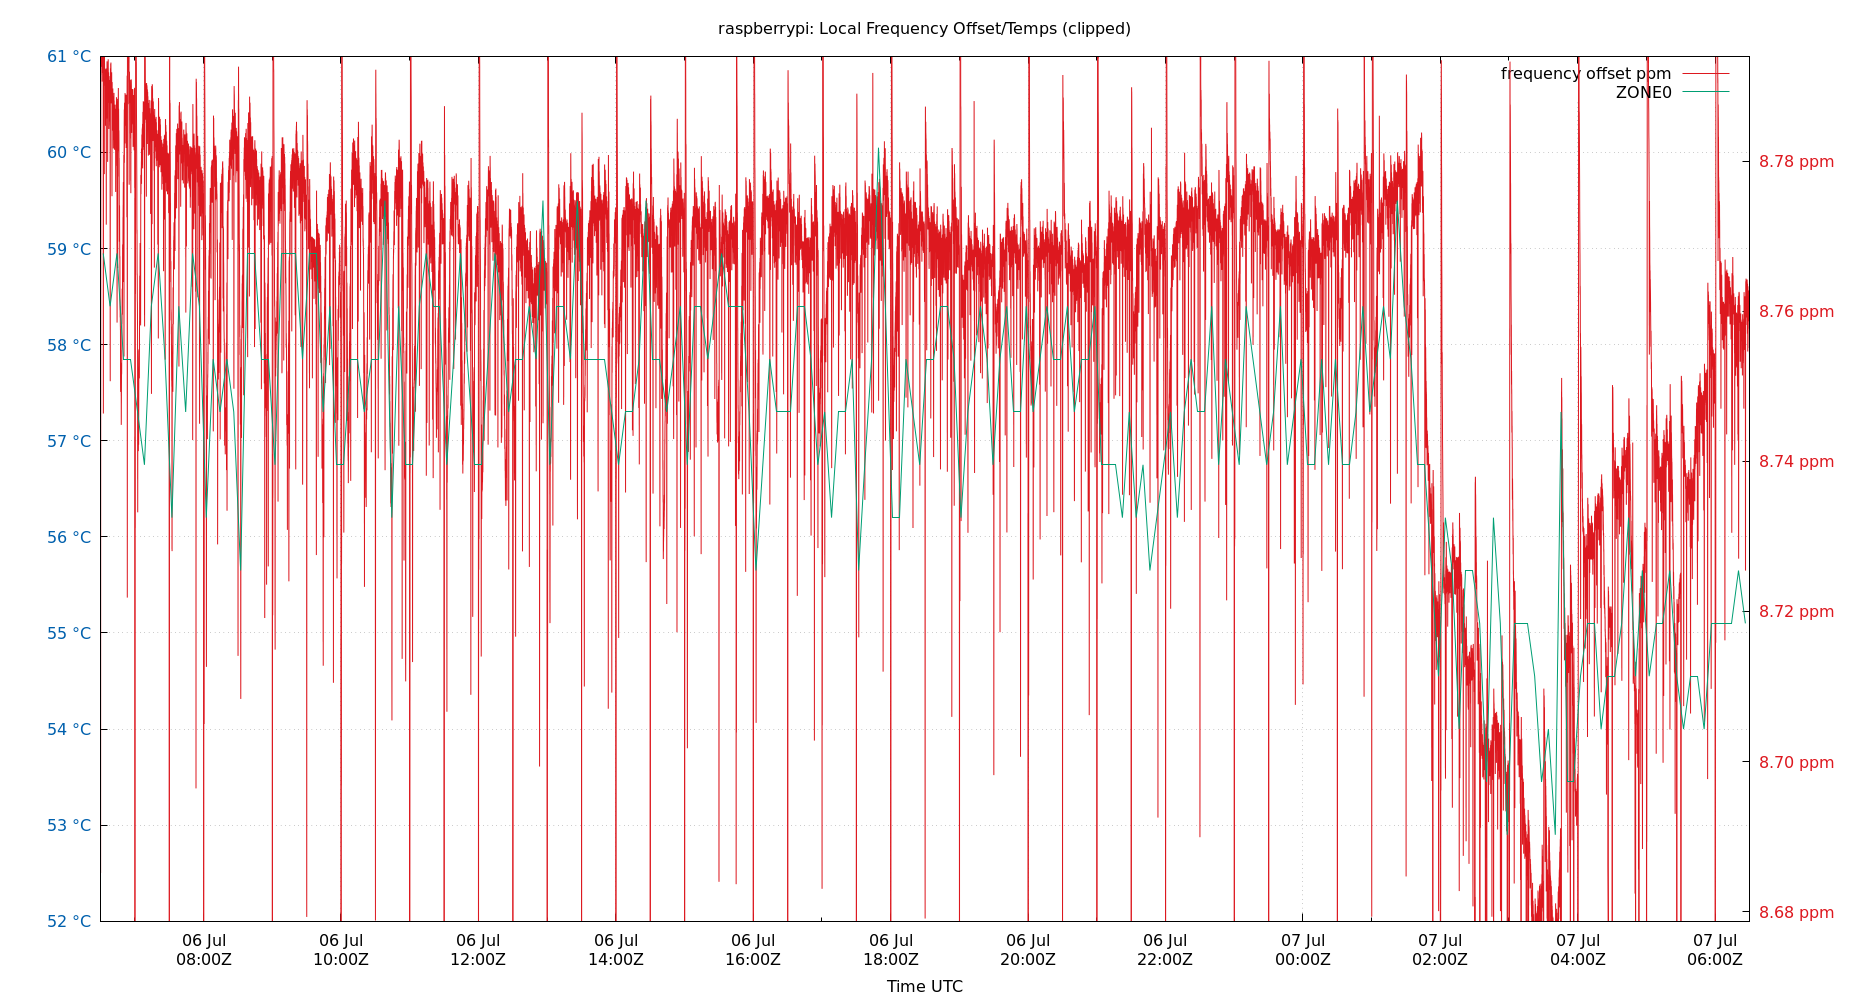 raspberrypi: Local Frequency Offset/Temps (clipped)
61 °C
60 °C
59 °C
58 °C
57 °C
56 °C
55 °C
54 °C
53 °C
52 °C
frequency offset ppm
ZONE0
8.78 ppm
8.76 ppm
8.74 ppm
8.72 ppm
8.70 ppm
8.68 ppm
06 Jul
08:00Z
06 Jul
10:00Z
06 Jul
12:00Z
06 Jul
14:00Z
06 Jul
16:00Z
06 Jul
18:00Z
06 Jul
20:00Z
06 Jul
22:00Z
07 Jul
00:00Z
07 Jul
02:00Z
07 Jul
04:00Z
07 Jul
06:00Z
Time UTC